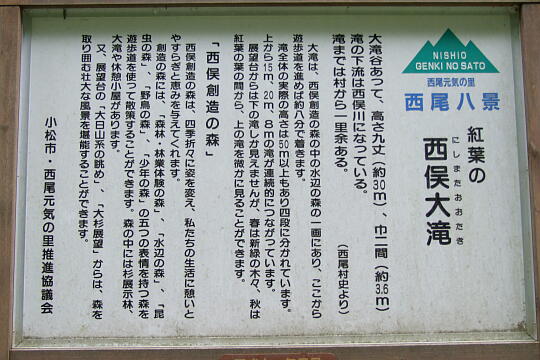 NISHIO
GENKI NO SATO
西尾元気の里
西尾八景
紅葉の
西俣大滝
にしまたおおたき
大滝谷あって、高さ九丈（約30m）、巾二間（約3.6m）
滝の下流は西俣川になっている。
滝までは村から一里余ある。
（西尾村史より）
大滝は、西俣創造の森の中の水辺の森の一画にあり、ここから
遊歩道を進めば約八分で着きます。
滝全体の実際の高さは50m以上もあり四段に分かれています。
上から15m、20m、8mの滝が連続的につながっています。
展望台からは下の滝しか見えませんが、春は新緑の木々、秋は
紅葉の葉の間から、上の滝を微かに見ることができます。
「西俣創造の森」
西俣創造の森は、四季折々に姿を変え、私たちの生活に憩いと
やすらぎと恵みを与えてくれます。
創造の森には、「森林・林業体験の森」、「水辺の森」、「昆
虫の森」、「野鳥の森」、「少年の森」の五つの表情を持つ森を
遊歩道を使って散策することができます。森の中には杉展示林、
大滝や休憩小屋があります。
又、展望台の「大日山系の眺め」、「大杉展望」からは、森を
取り囲む壮大な風景を堪能することができます。
小松市・西尾元気の里推進協議会